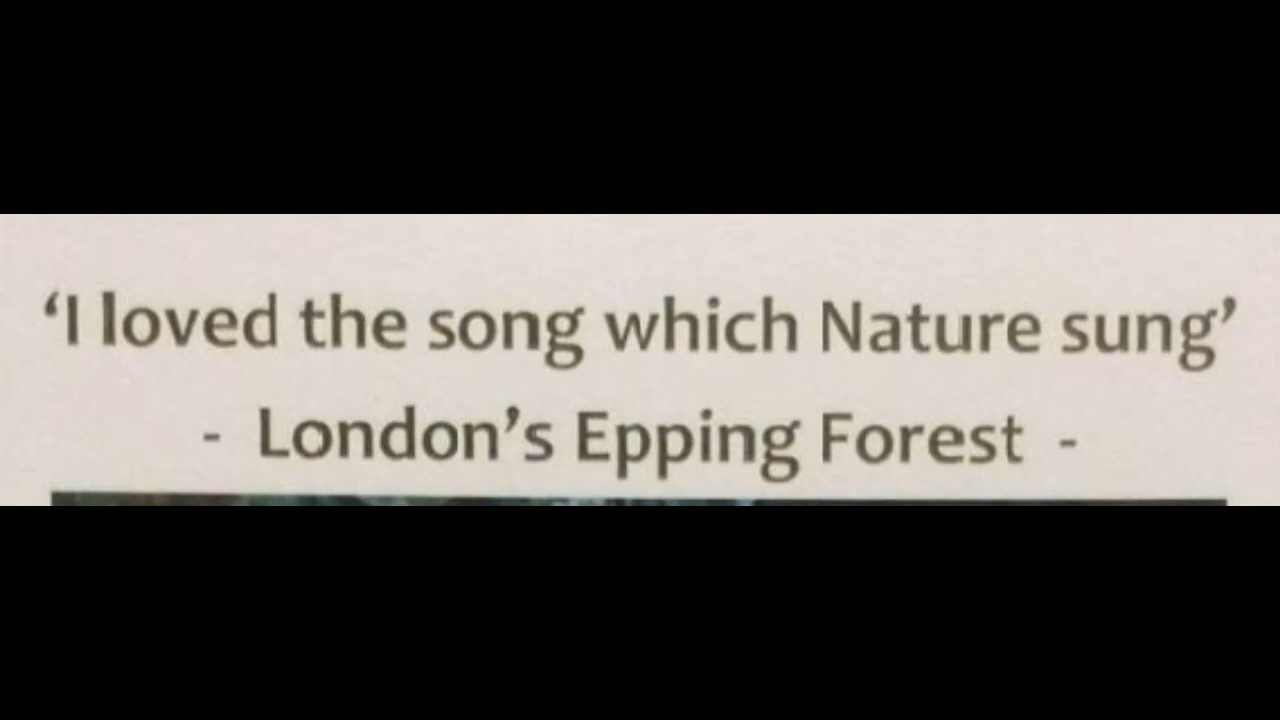 ‘I loved the song which Nature sung’
- London’s Epping Forest -